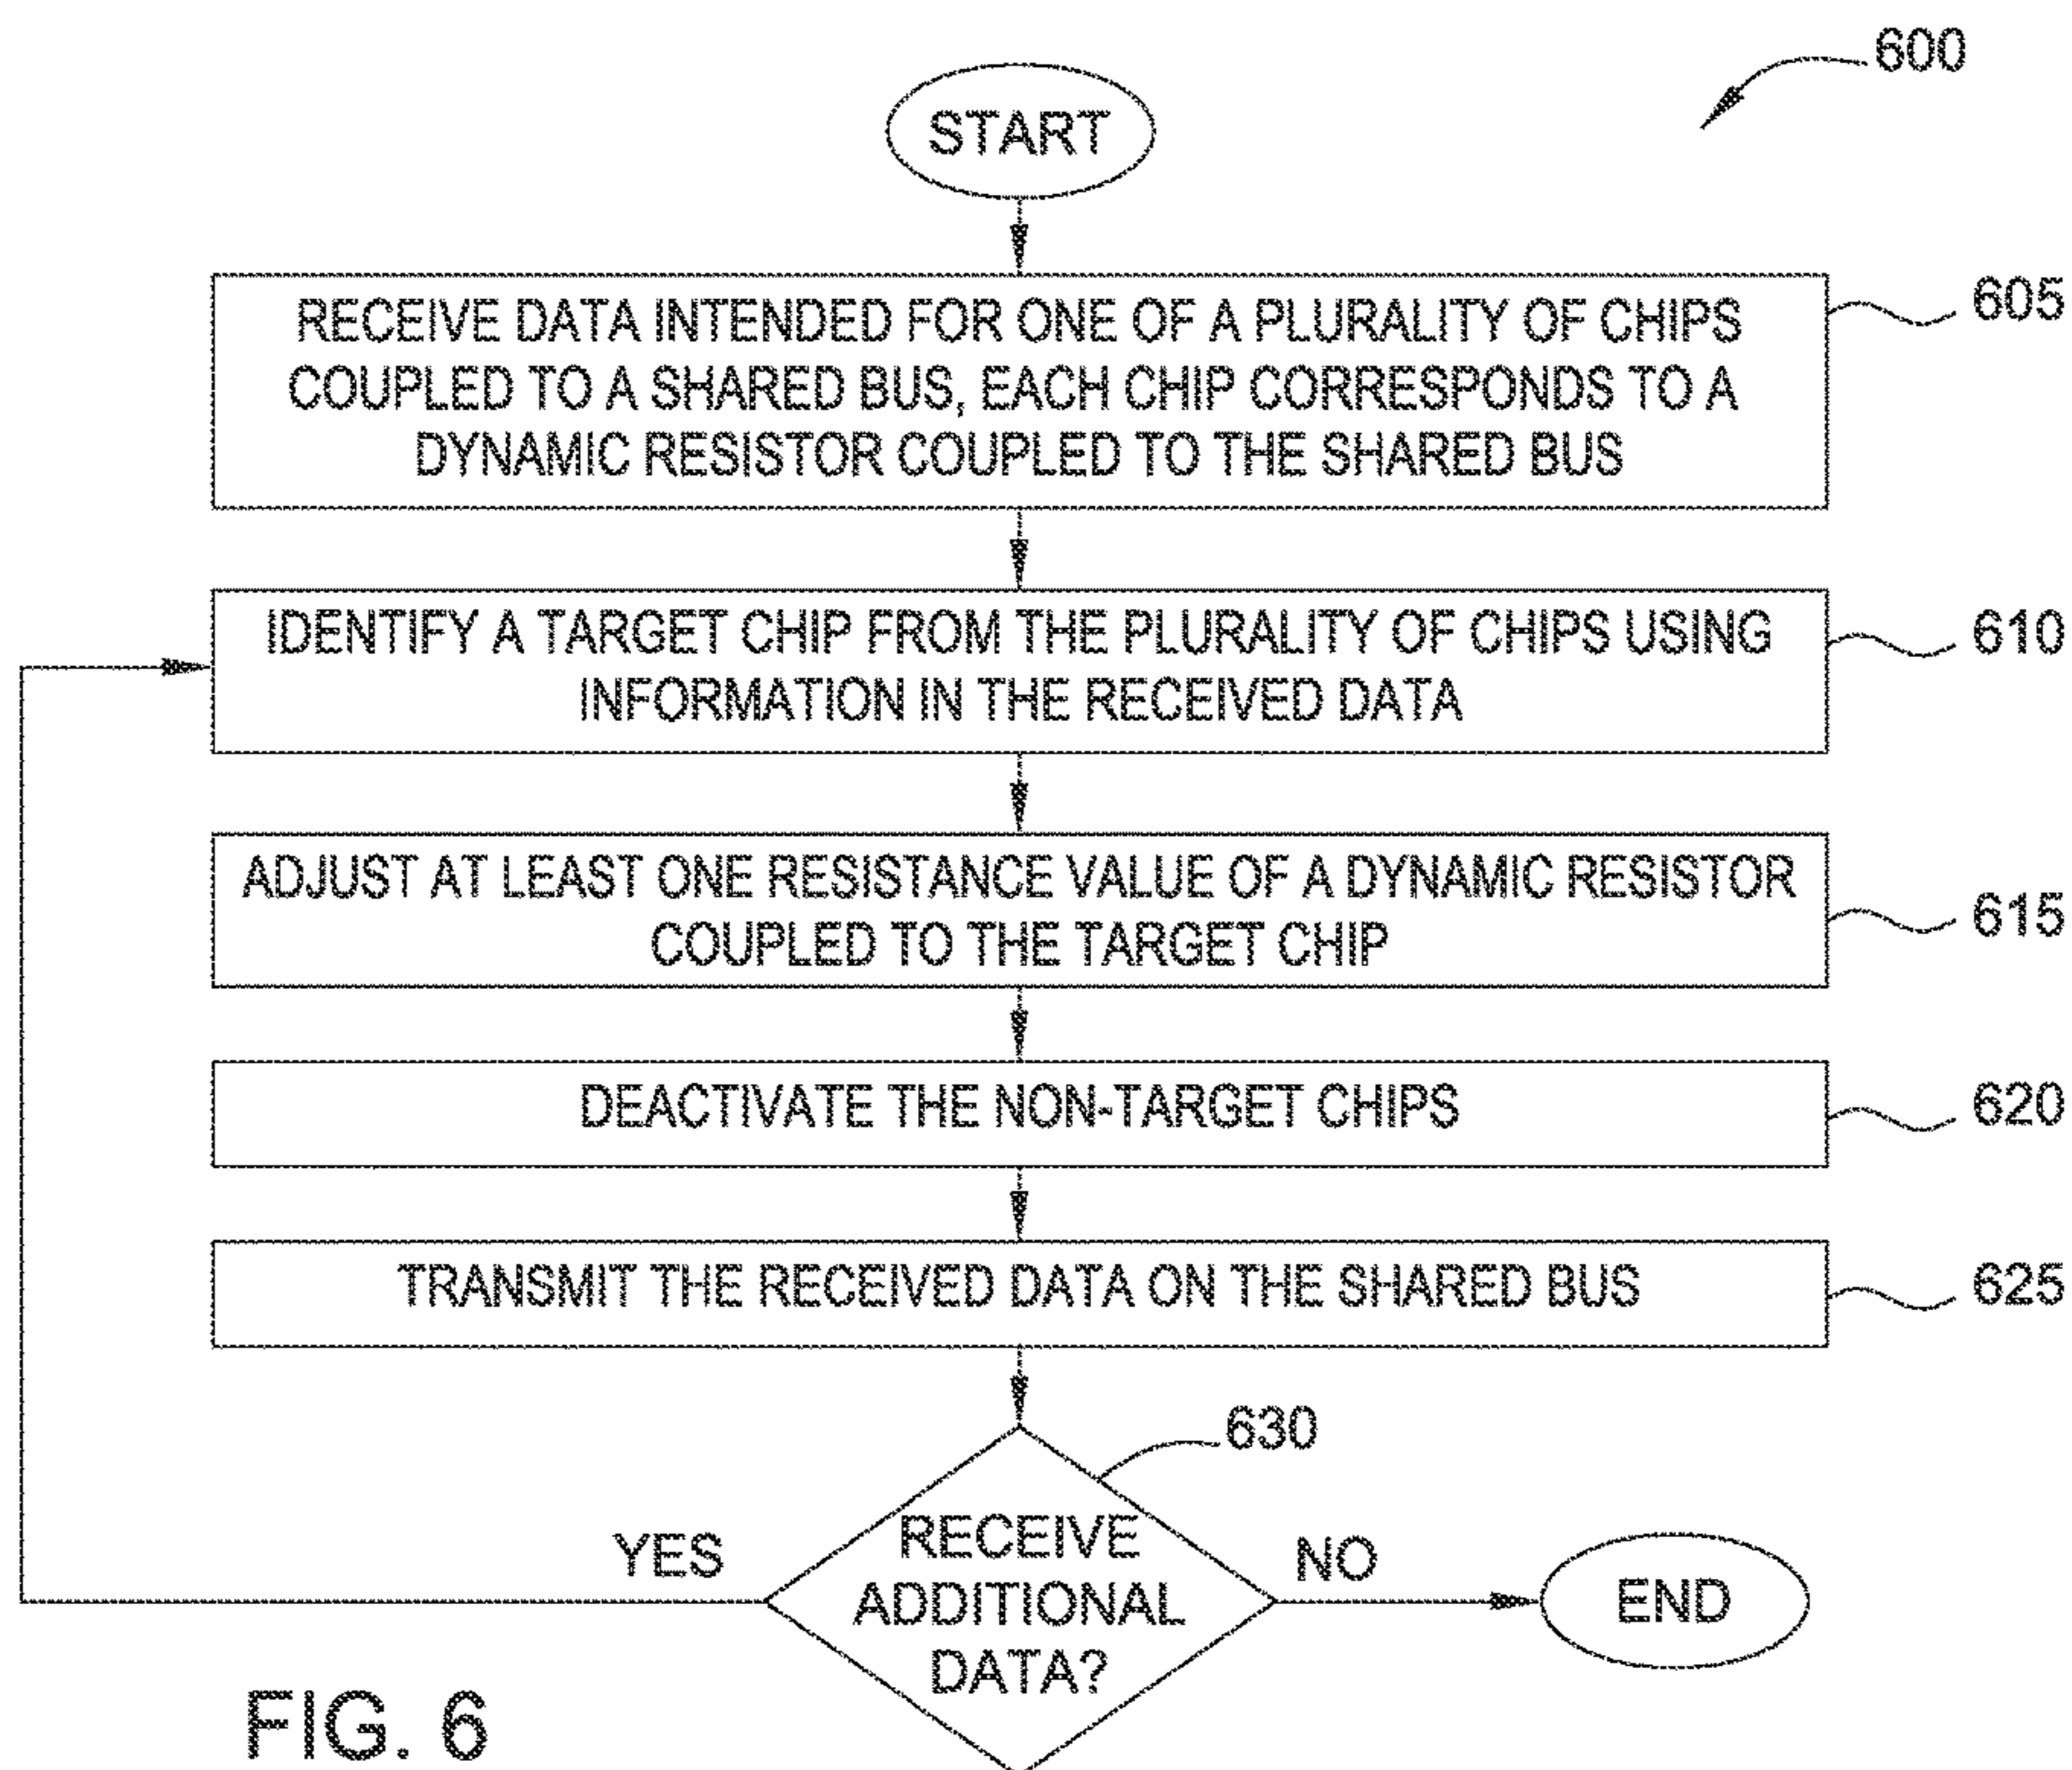 600
START
RECEIVE DATA INTENDED FOR ONE OF A PLURALITY OF CHIPS
COUPLED TO A SHARED BUS, EACH CHIP CORRESPONDS TO A
DYNAMIC RESISTOR COUPLED TO THE SHARED BUS
605
IDENTIFY A TARGET CHIP FROM THE PLURALITY OF CHIPS USING
INFORMATION IN THE RECEIVED DATA
610
ADJUST AT LEAST ONE RESISTANCE VALUE OF A DYNAMIC RESISTOR
COUPLED TO THE TARGET CHIP
615
DEACTIVATE THE NON-TARGET CHIPS
620
TRANSMIT THE RECEIVED DATA ON THE SHARED BUS
625
630
RECEIVE
ADDITIONAL
DATA?
YES
NO
END
FIG. 6